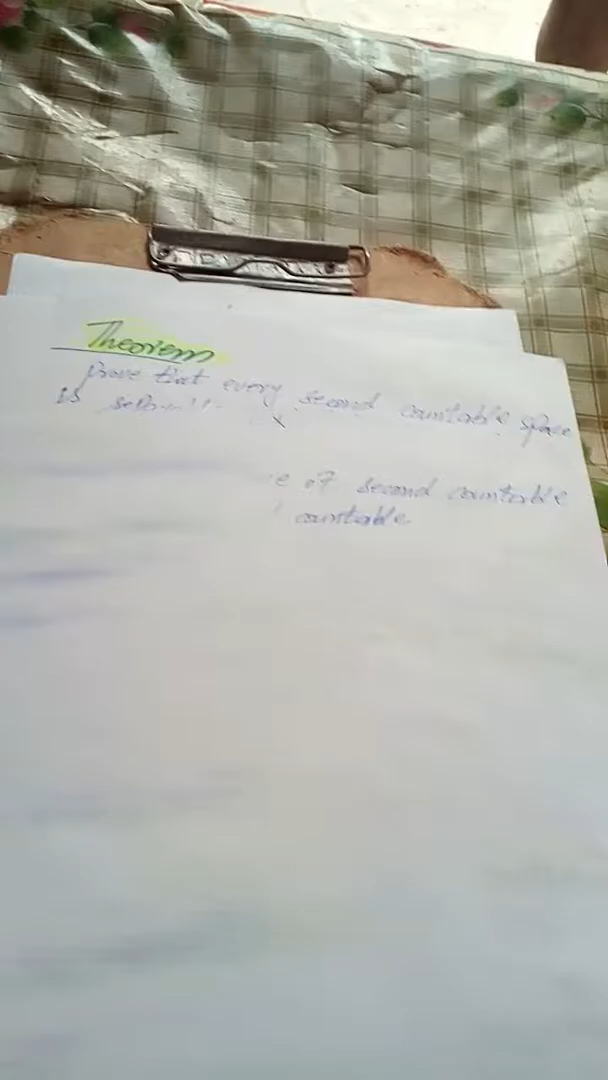 Theorem
prove that every second countable space
is
of second countable
countable